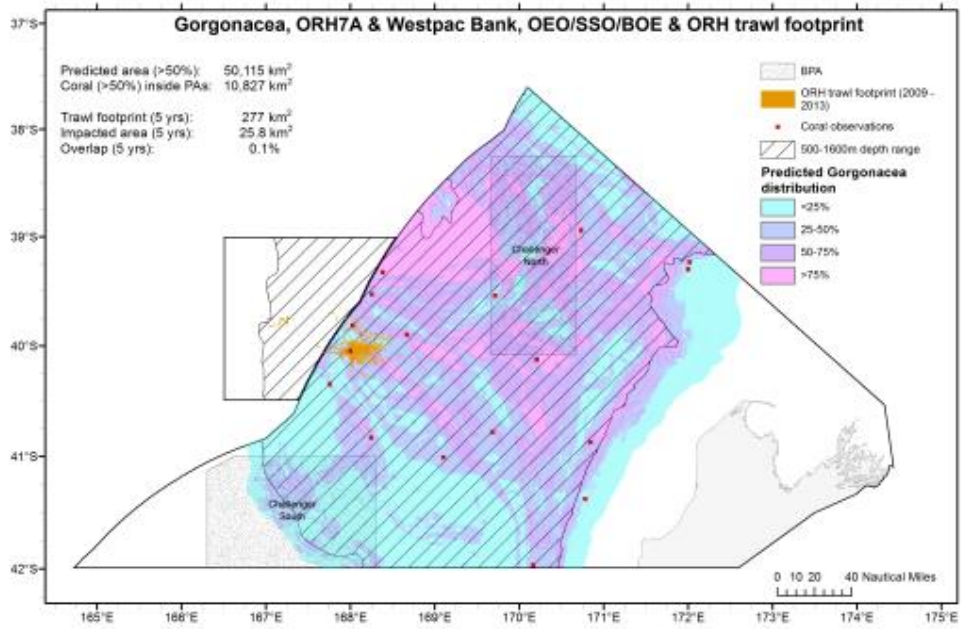 Gorgonacea, ORH7A & Westpac Bank, OEO/SSO/BOE & ORH trawl footprint
Predicted area (>50%): 50,115 km²
Coral (>50%) inside PAs: 10,827 km²
Trawl footprint (5 yrs): 277 km²
Impacted area (5 yrs): 25.8 km²
Overlap (5 yrs): 0.1%
BPA
ORH trawl footprint (2009 -
2013)
Coral observations
500-1600m depth range
Predicted Gorgonacea
distribution
<25%
25-50%
50-75%
>75%
Challenger
North
Challenger
South
37°S
38°S
39°S
40°S
41°S
42°S
0 10 20 40 Nautical Miles
165°E 166°E 167°E 168°E 169°E 170°E 171°E 172°E 173°E 174°E 175°E